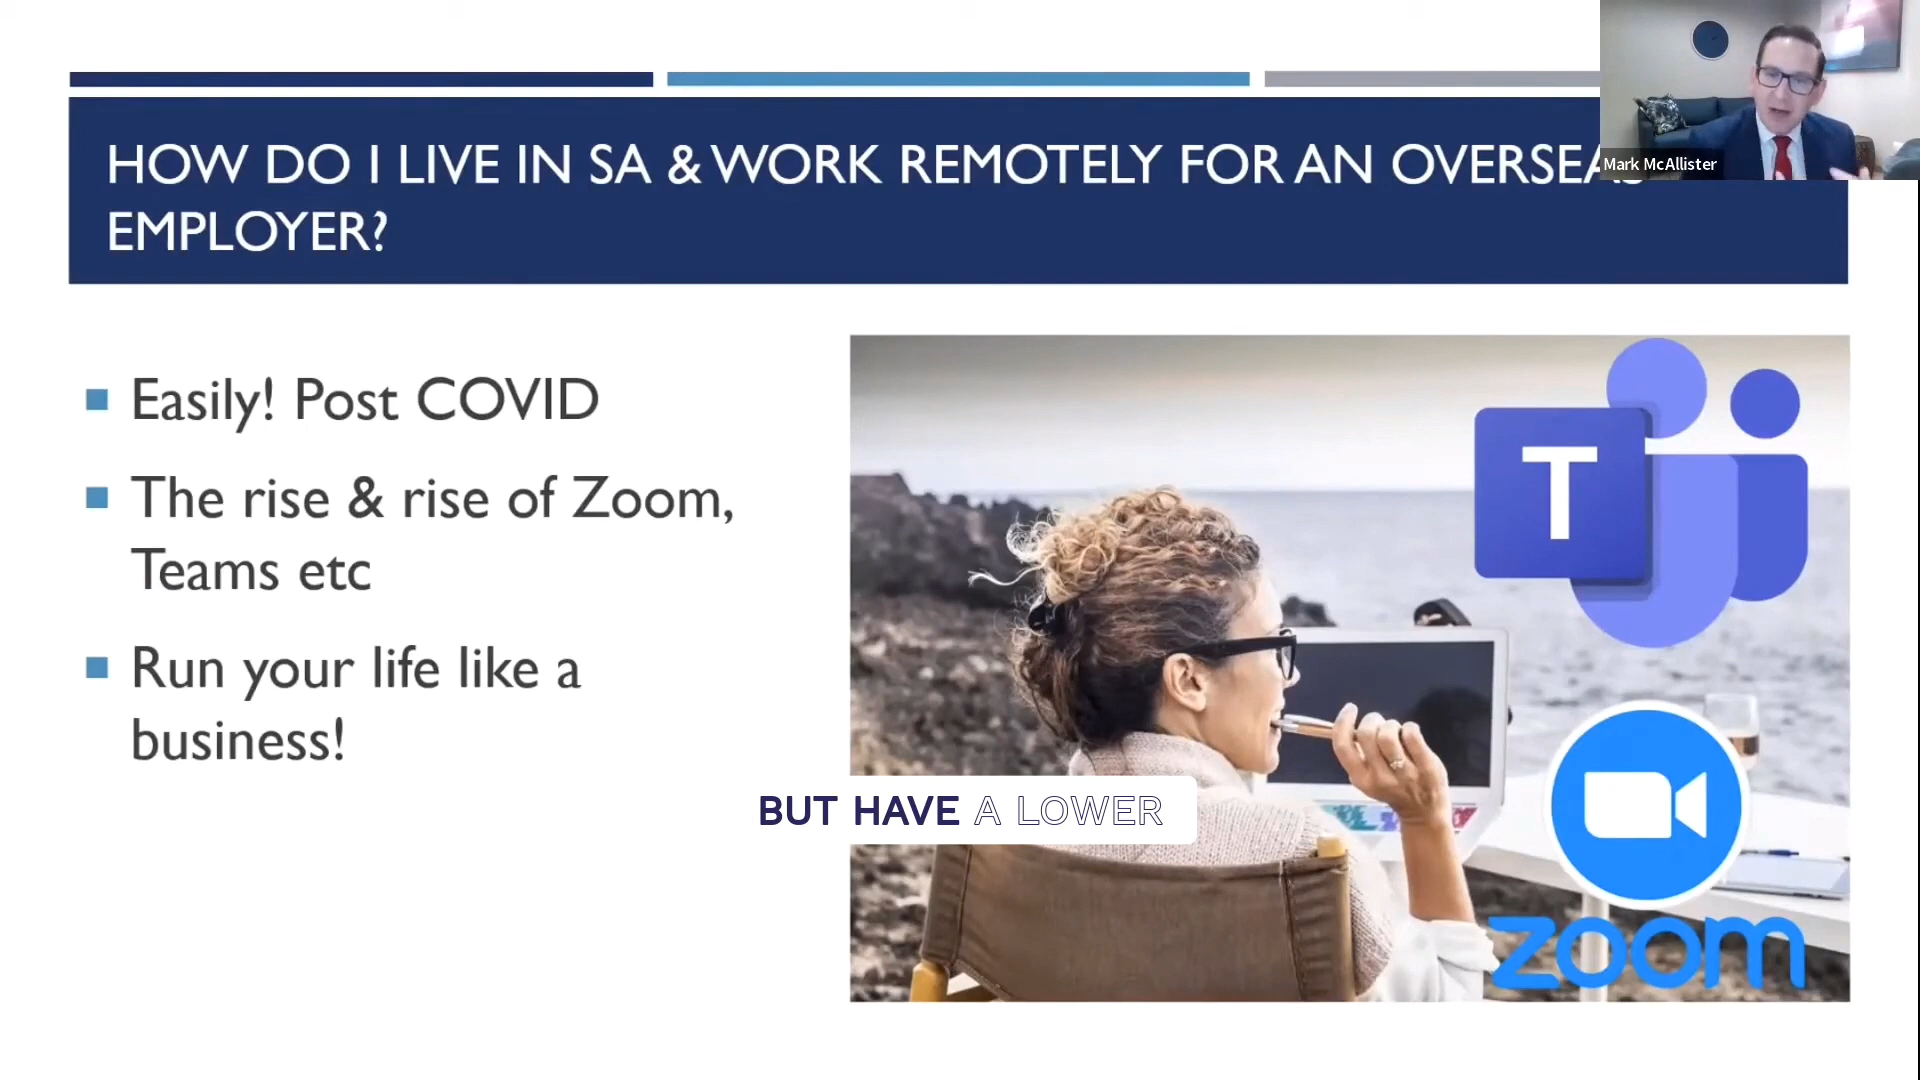 HOW DO I LIVE IN SA & WORK REMOTELY FOR AN OVERSEAS
EMPLOYER?
Mark McAllister
Easily! Post COVID
The rise & rise of Zoom,
Teams etc
Run your life like a
business!
T
BUT HAVE A LOWER
zoom